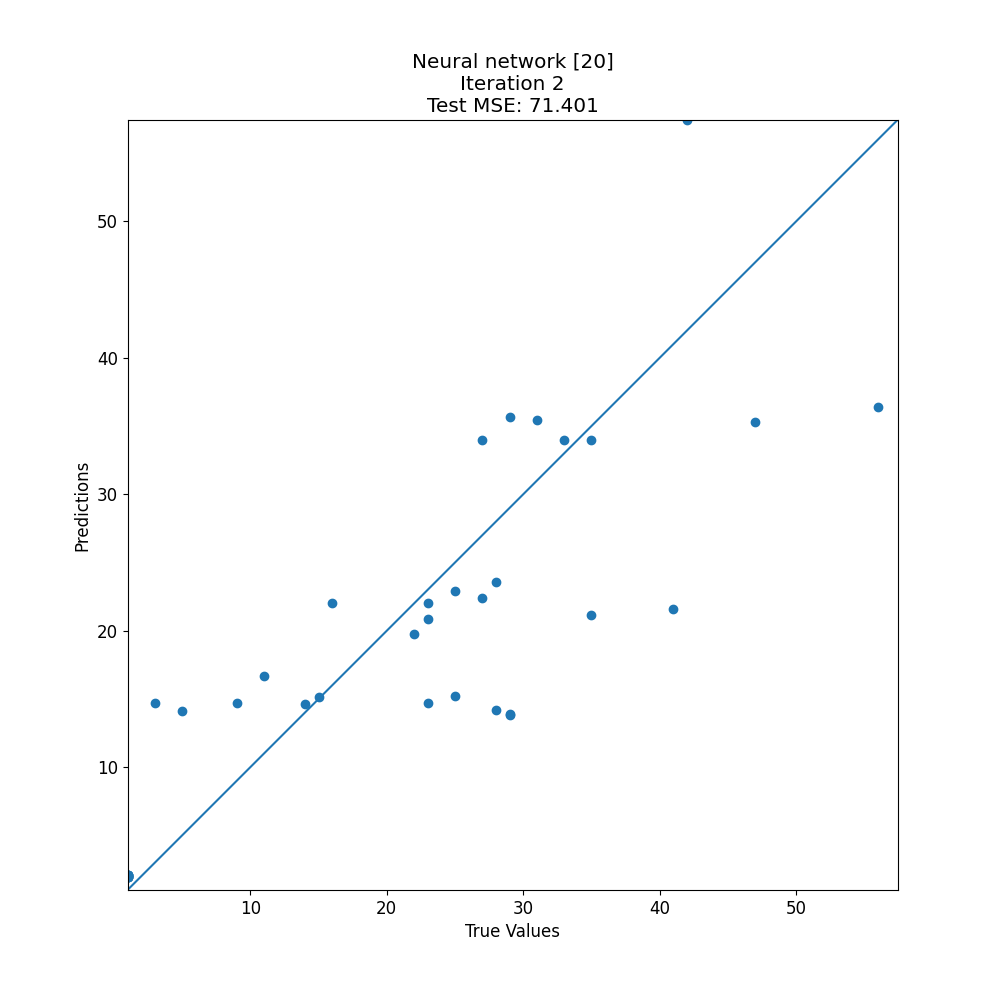 Neural network [20]
Iteration 2
Test MSE: 71.401
50
40
30
20
10
Predictions
10 20 30 40 50
True Values